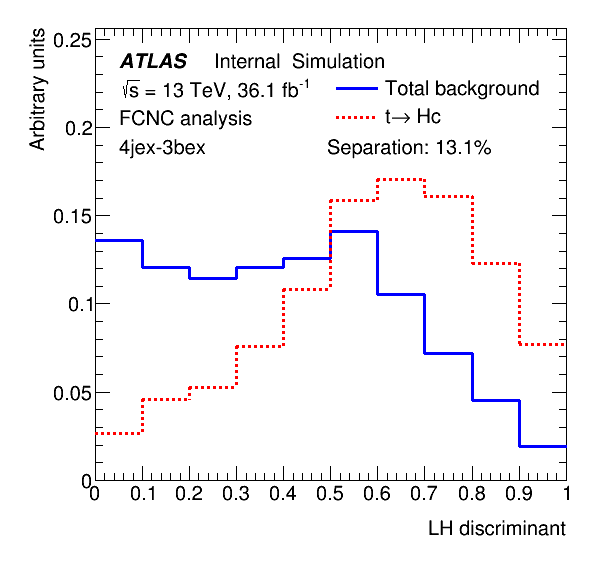 Arbitrary units
0.25
0.2
0.15
0.1
0.05
0
ATLAS Internal Simulation
√s = 13 TeV, 36.1 fb⁻¹
FCNC analysis
4jex-3bex
Total background
t→ Hc
Separation: 13.1%
0 0.1 0.2 0.3 0.4 0.5 0.6 0.7 0.8 0.9 1
LH discriminant